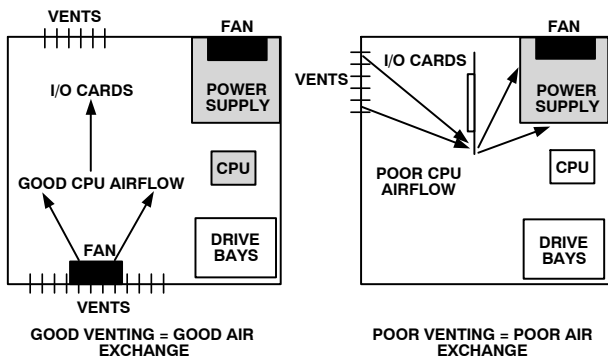 VENTS
FAN
I/O CARDS
POWER
SUPPLY
CPU
GOOD CPU AIRFLOW
FAN
DRIVE
BAYS
VENTS
GOOD VENTING = GOOD AIR
EXCHANGE
FAN
VENTS
I/O CARDS
POWER
SUPPLY
CPU
POOR CPU
AIRFLOW
DRIVE
BAYS
POOR VENTING = POOR AIR
EXCHANGE